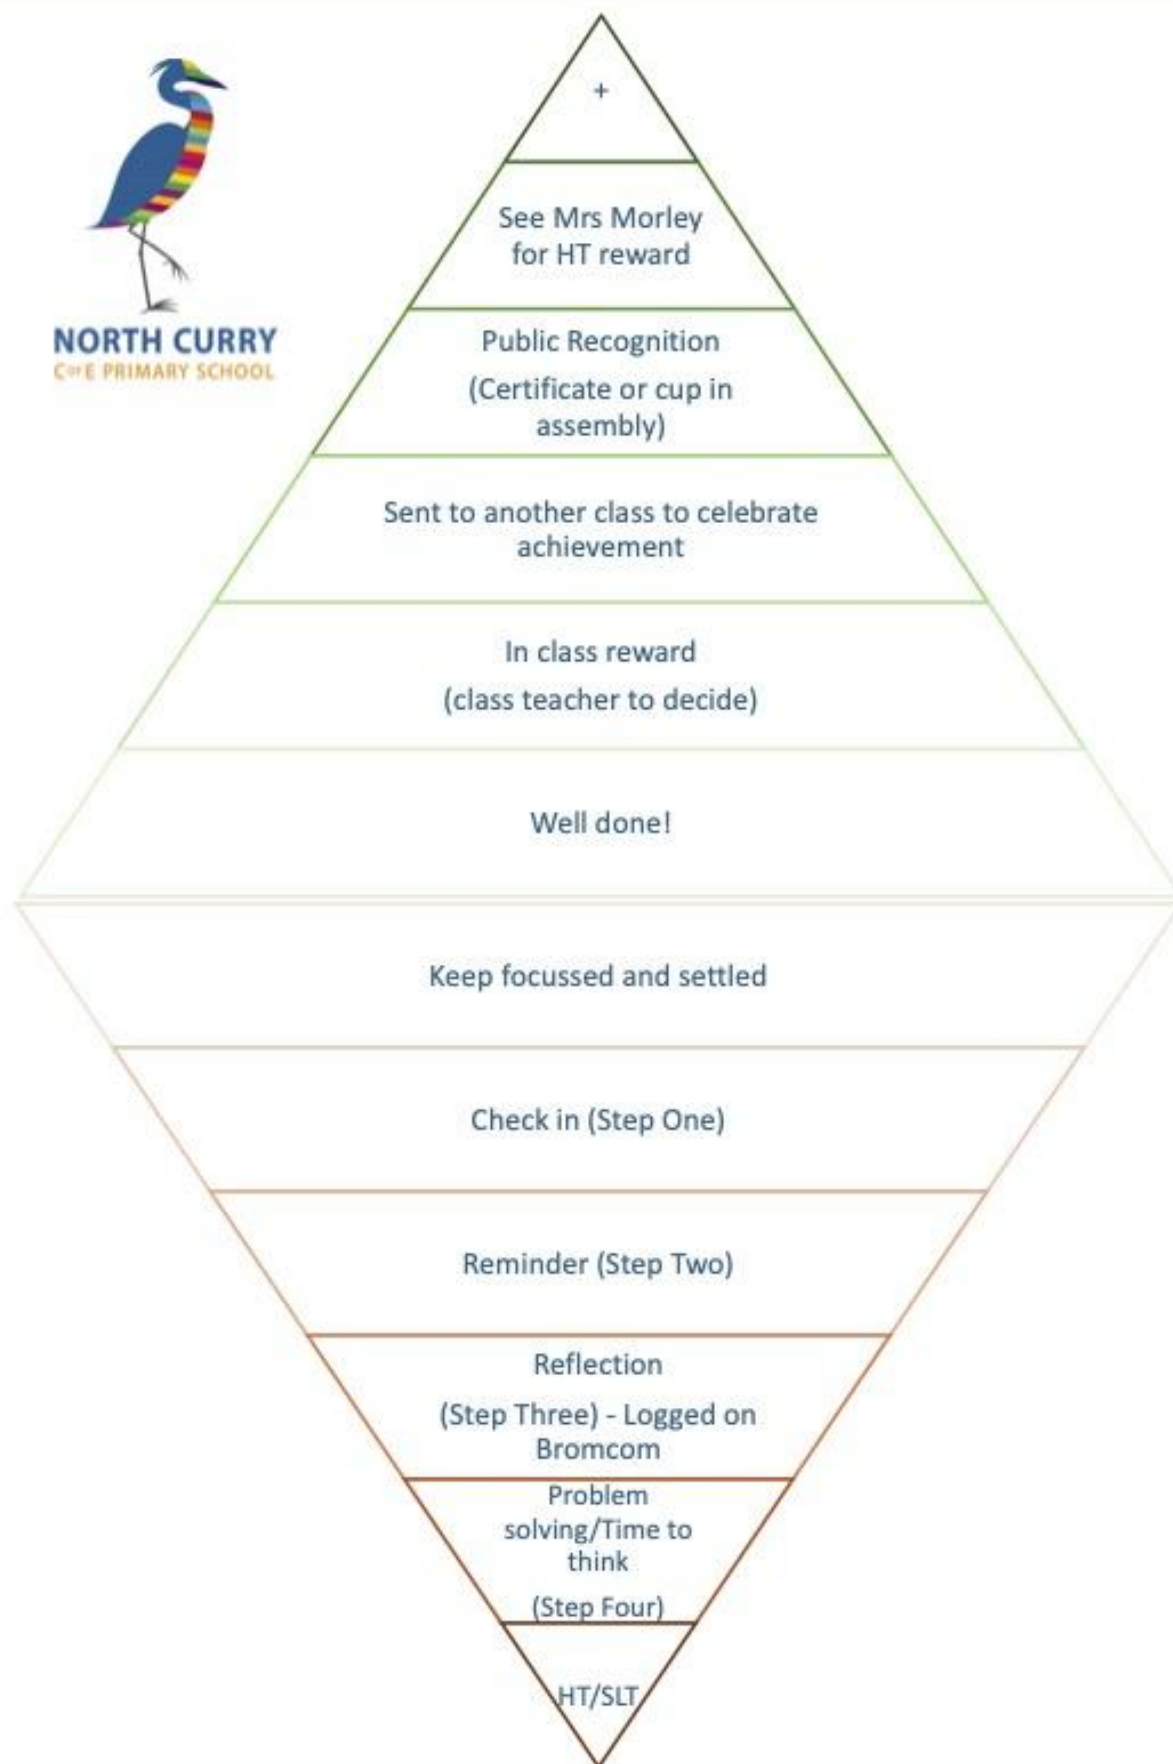 +
See Mrs Morley
for HT reward
NORTH CURRY
C OF E PRIMARY SCHOOL
Public Recognition
(Certificate or cup in
assembly)
Sent to another class to celebrate
achievement
In class reward
(class teacher to decide)
Well done!
Keep focussed and settled
Check in (Step One)
Reminder (Step Two)
Reflection
(Step Three) - Logged on
Bromcom
Problem
solving/Time to
think
(Step Four)
HT/SLT